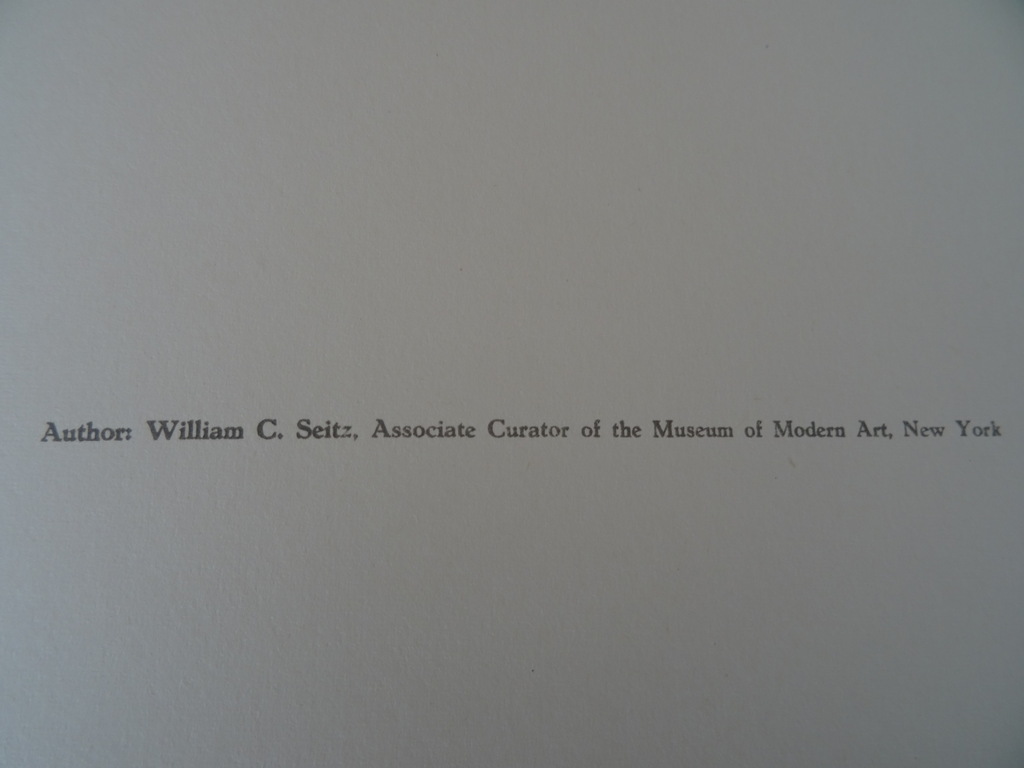 Author: William C. Seitz, Associate Curator of the Museum of Modern Art, New York